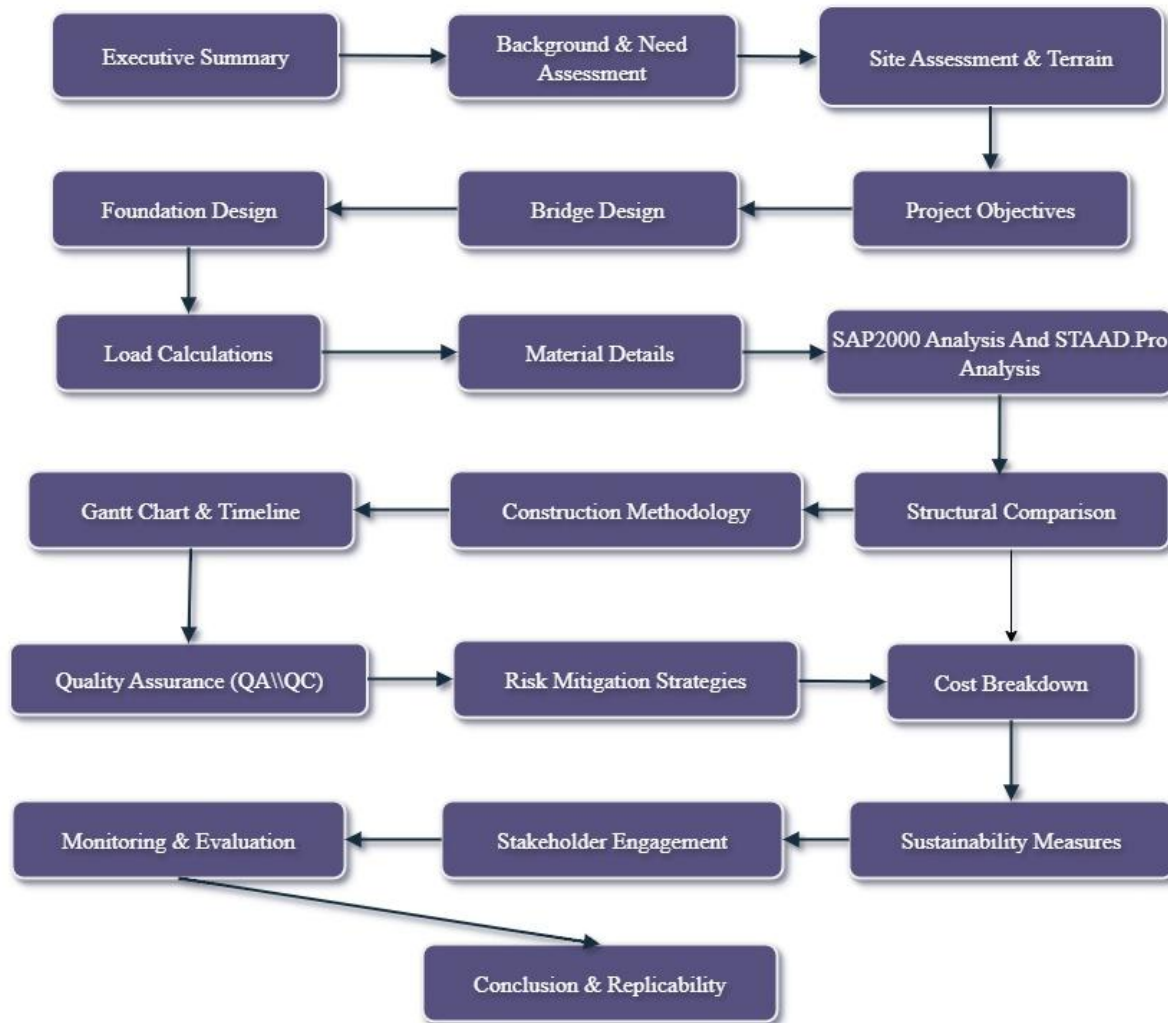 Executive Summary
Background & Need
Assessment
Site Assessment & Terrain
Foundation Design
Bridge Design
Project Objectives
Load Calculations
Material Details
SAP2000 Analysis And STAAD.Pro
Analysis
Gantt Chart & Timeline
Construction Methodology
Structural Comparison
Quality Assurance (QA\\QC)
Risk Mitigation Strategies
Cost Breakdown
Monitoring & Evaluation
Stakeholder Engagement
Sustainability Measures
Conclusion & Replicability